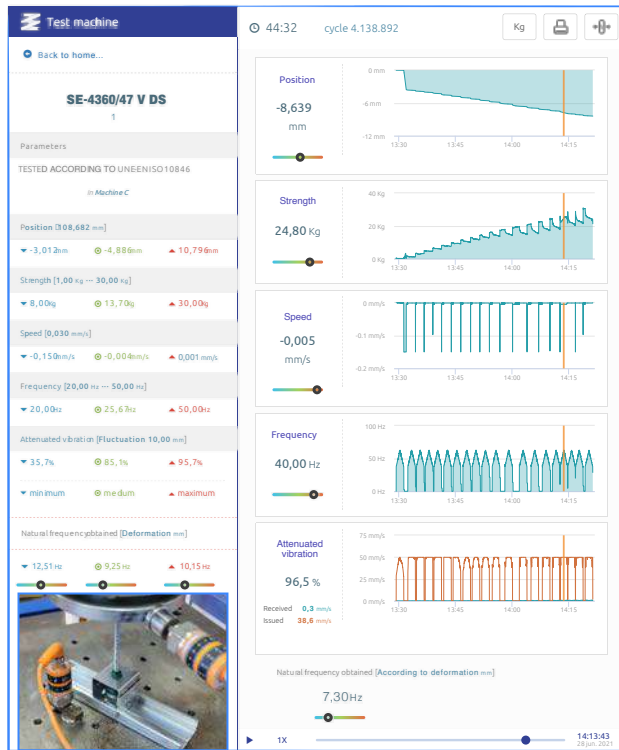 Test machine
Back to home...
SE-4360/47 V DS
1
Parameters
TESTED ACCORDING TO UNE-EN ISO 10846
in Machine C
Position [308,682 mm]
-3,012mm -4,886mm 10,796mm
Strength [1,00 Kg --- 30,00 Kg]
8,00Kg 13,70Kg 30,00Kg
Speed [0,030 mm/s]
-0,150mm/s -0,004mm/s 0,001 mm/s
Frequency [20,00 Hz --- 50,00 Hz]
20,00Hz 25,67Hz 50,00Hz
Attenuated vibration [Fluctuation 10,00 mm]
35,7% 85,1% 95,7%
minimum medium maximum
Natural frequency obtained [Deformation mm]
12,51 Hz 9,25 Hz 10,15 Hz
44:32 cycle 4.138.892 Kg
Position
-8,639
mm
0 mm
-6 mm
-12 mm
13:30 13:45 14:00 14:15
Strength
24,80 Kg
40 Kg
20 Kg
0 Kg
13:30 13:45 14:00 14:15
Speed
-0,005
mm/s
0 mm/s
-0.1 mm/s
-0.2 mm/s
13:30 13:45 14:00 14:15
Frequency
40,00 Hz
100 Hz
50 Hz
0 Hz
13:30 13:45 14:00 14:15
Attenuated
vibration
96,5 %
Received 0,3 mm/s
Issued 38,6 mm/s
75 mm/s
50 mm/s
25 mm/s
0 mm/s
13:30 13:45 14:00 14:15
Natural frequency obtained [According to deformation mm]
7,30Hz
1X
14:13:43
28 jun. 2021